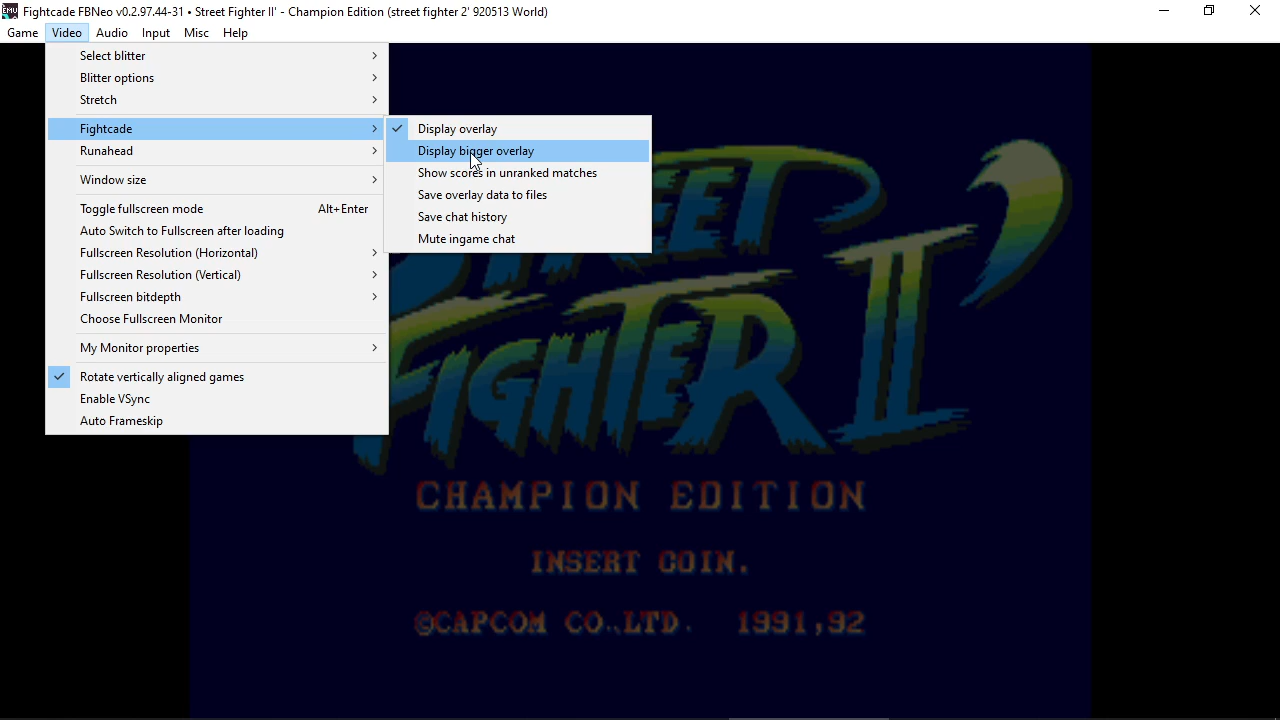 Fightcade FBNeo v0.2.97.44-31 • Street Fighter II' - Champion Edition (street fighter 2' 920513 World)
Game Video Audio Input Misc Help
Select blitter
Blitter options
Stretch
Fightcade
Runahead
Window size
Toggle fullscreen mode Alt+Enter
Auto Switch to Fullscreen after loading
Fullscreen Resolution (Horizontal)
Fullscreen Resolution (Vertical)
Fullscreen bitdepth
Choose Fullscreen Monitor
My Monitor properties
Rotate vertically aligned games
Enable VSync
Auto Frameskip
Display overlay
Display bigger overlay
Show scores in unranked matches
Save overlay data to files
Save chat history
Mute ingame chat
STREET
FIGHTER II'
CHAMPION EDITION
INSERT COIN.
©CAPCOM CO.,LTD. 1991,92